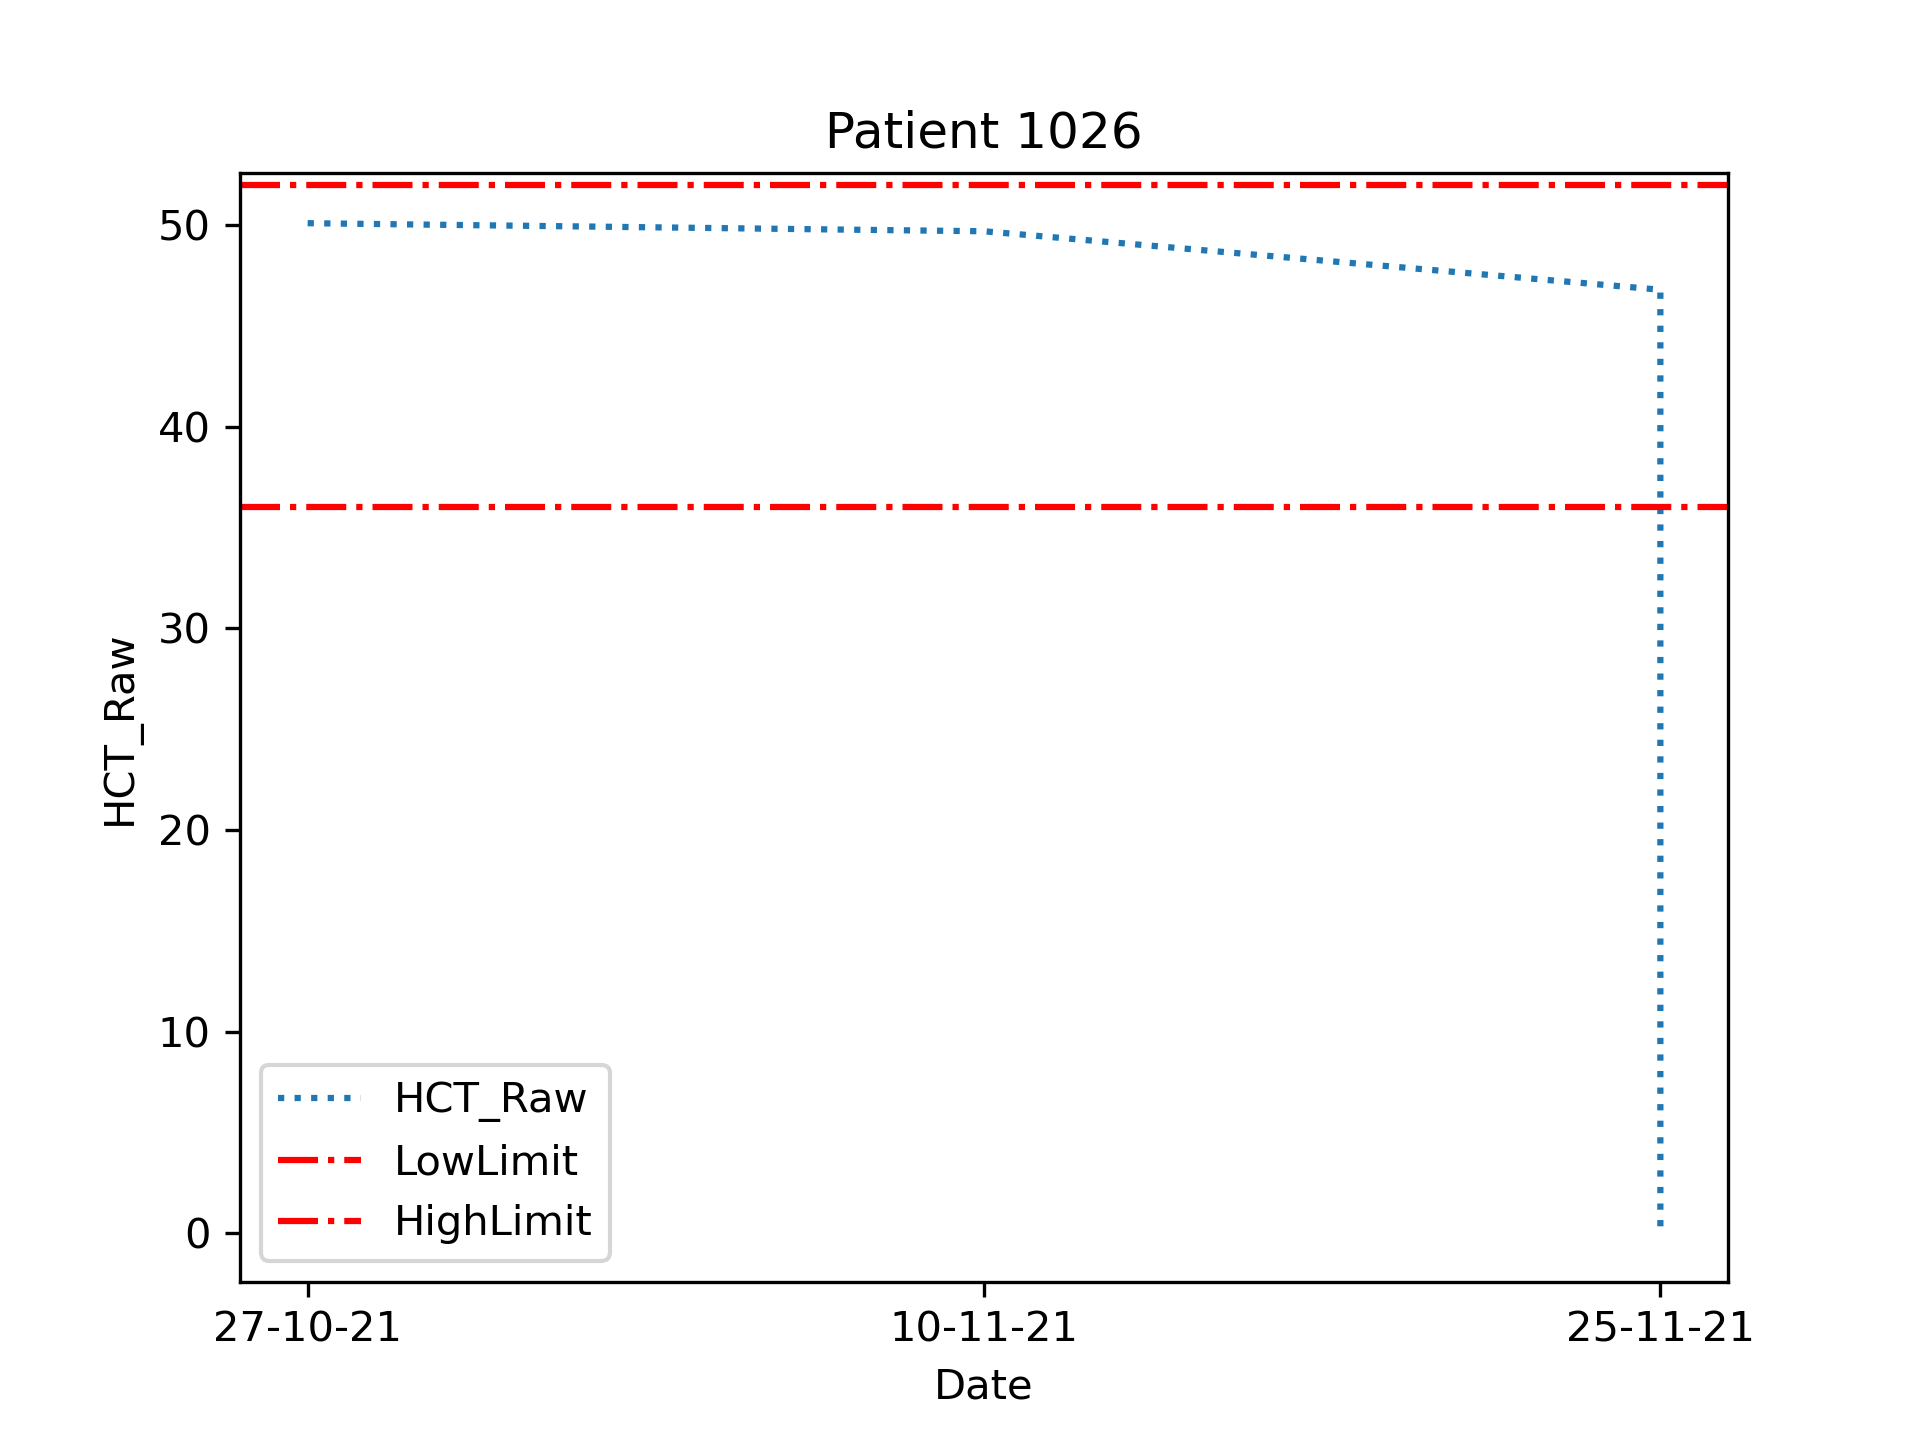 Patient 1026
50
40
30
20
10
0
HCT_Raw
HCT_Raw
LowLimit
HighLimit
27-10-21 10-11-21 25-11-21
Date